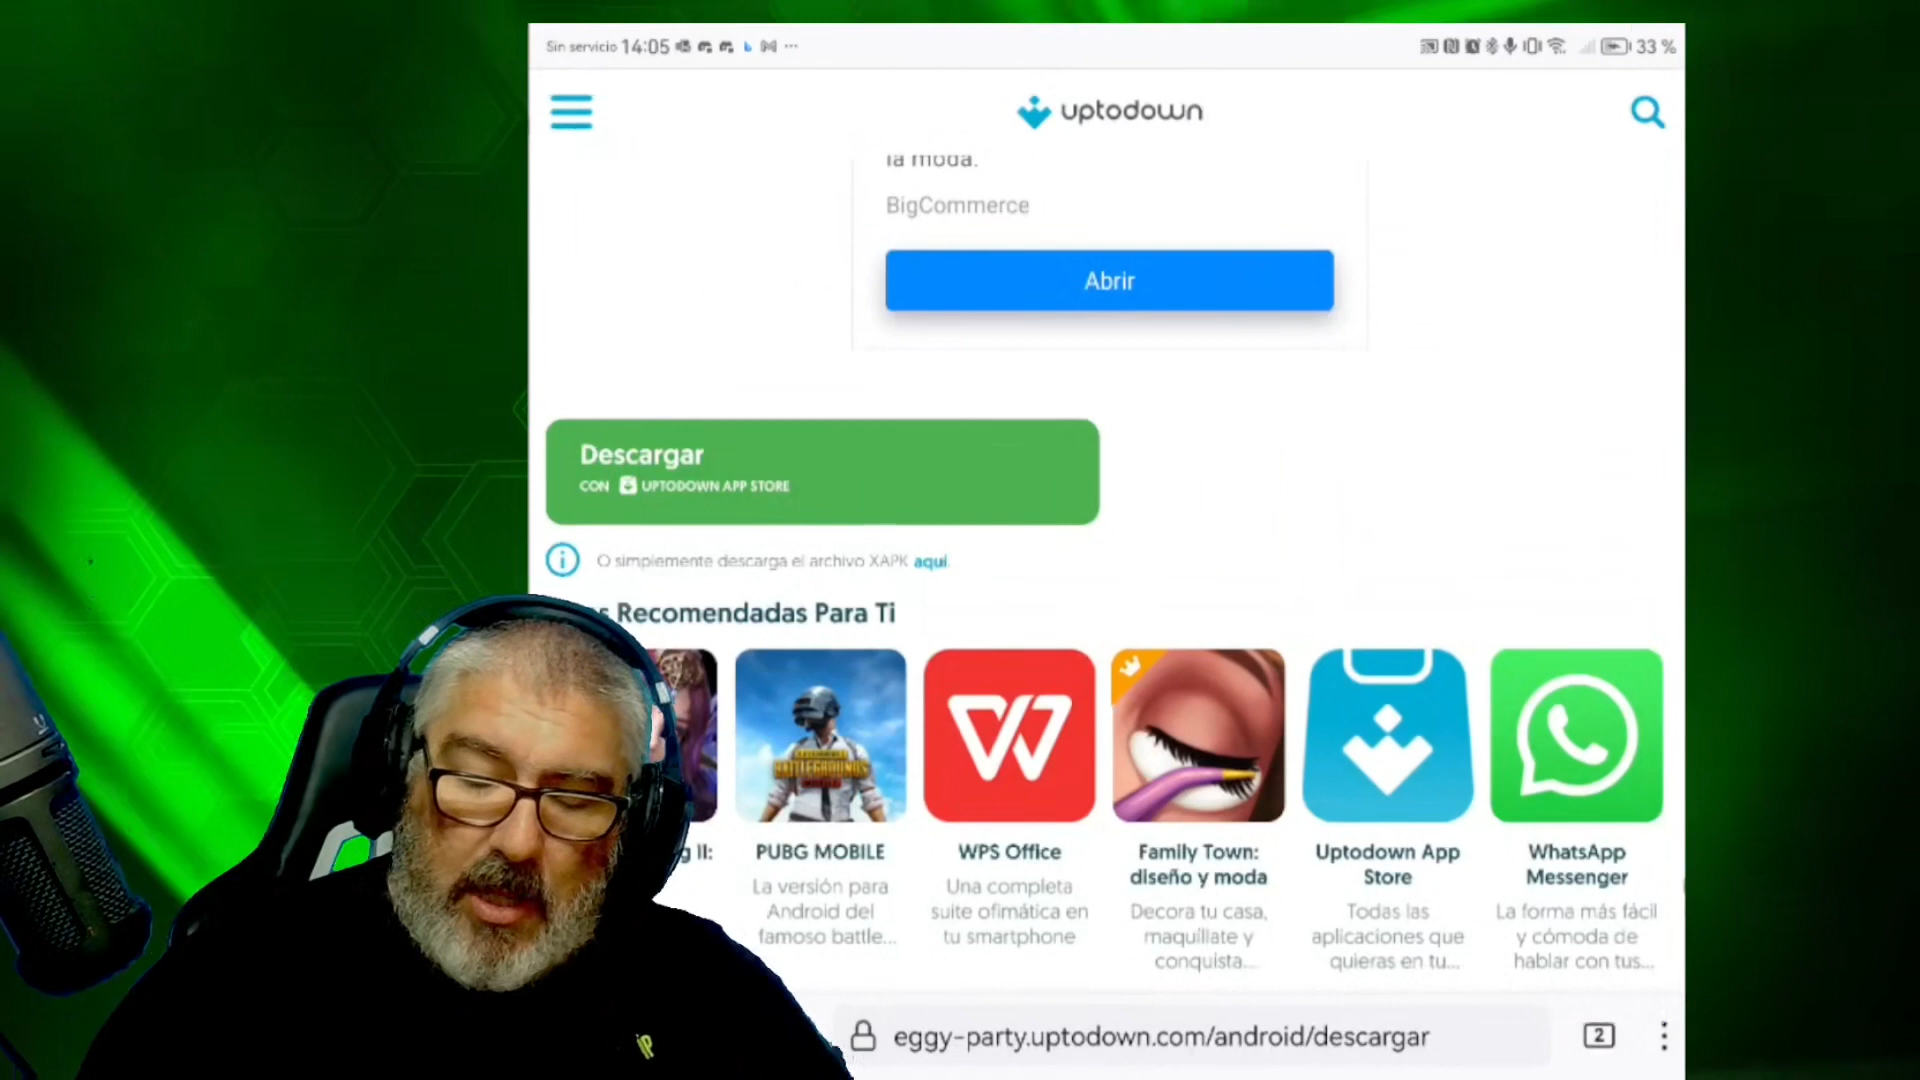 Sin servicio 14:05
33 %
uptodown
la moda.
BigCommerce
Abrir
Descargar
CON UPTODOWN APP STORE
O simplemente descarga el archivo XAPK aquí.
Recomendadas Para Ti
g II:
PUBG MOBILE
La versión para
Android del
famoso battle...
WPS Office
Una completa
suite ofimática en
tu smartphone
Family Town:
diseño y moda
Decora tu casa,
maquíllate y
conquista...
Uptodown App
Store
Todas las
aplicaciones que
quieras en tu...
WhatsApp
Messenger
La forma más fácil
y cómoda de
hablar con tus...
eggy-party.uptodown.com/android/descargar
2